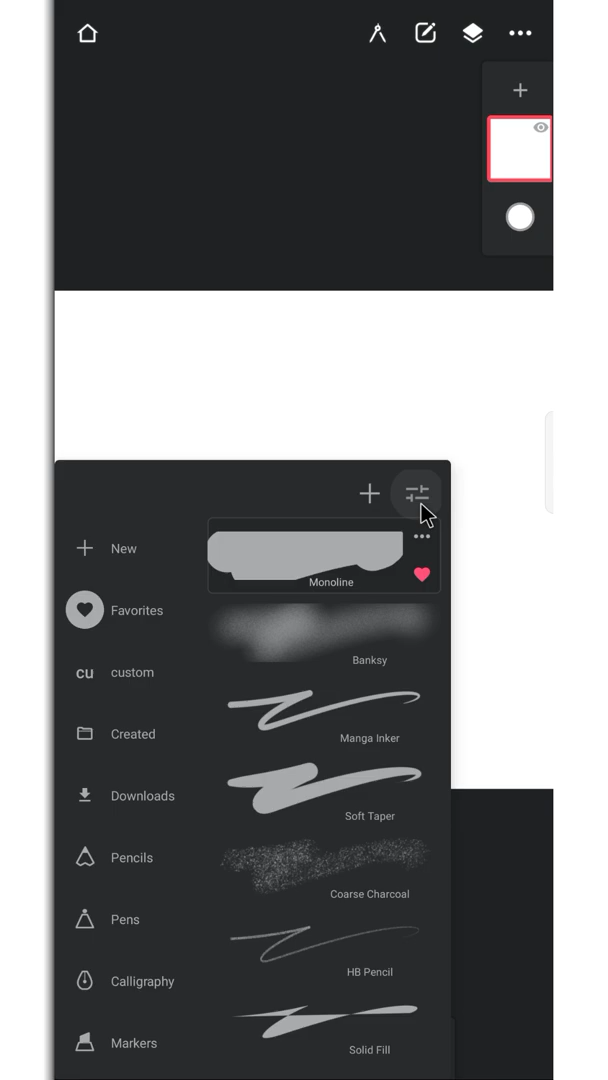 New
Favorites
cu custom
Created
Downloads
Pencils
Pens
Calligraphy
Markers
Monoline
Banksy
Manga Inker
Soft Taper
Coarse Charcoal
HB Pencil
Solid Fill